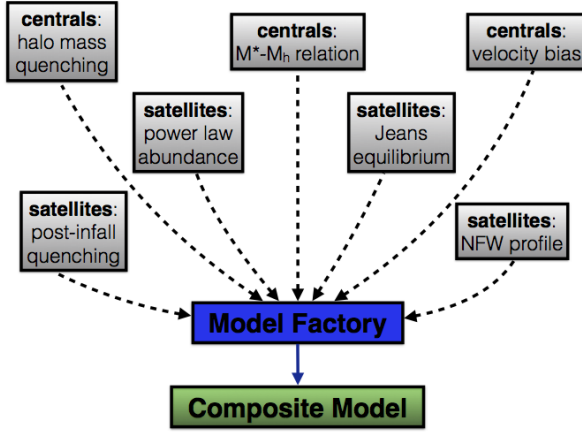 centrals:
halo mass
quenching
centrals:
M*-Mh relation
centrals:
velocity bias
satellites:
power law
abundance
satellites:
Jeans
equilibrium
satellites:
post-infall
quenching
satellites:
NFW profile
Model Factory
Composite Model